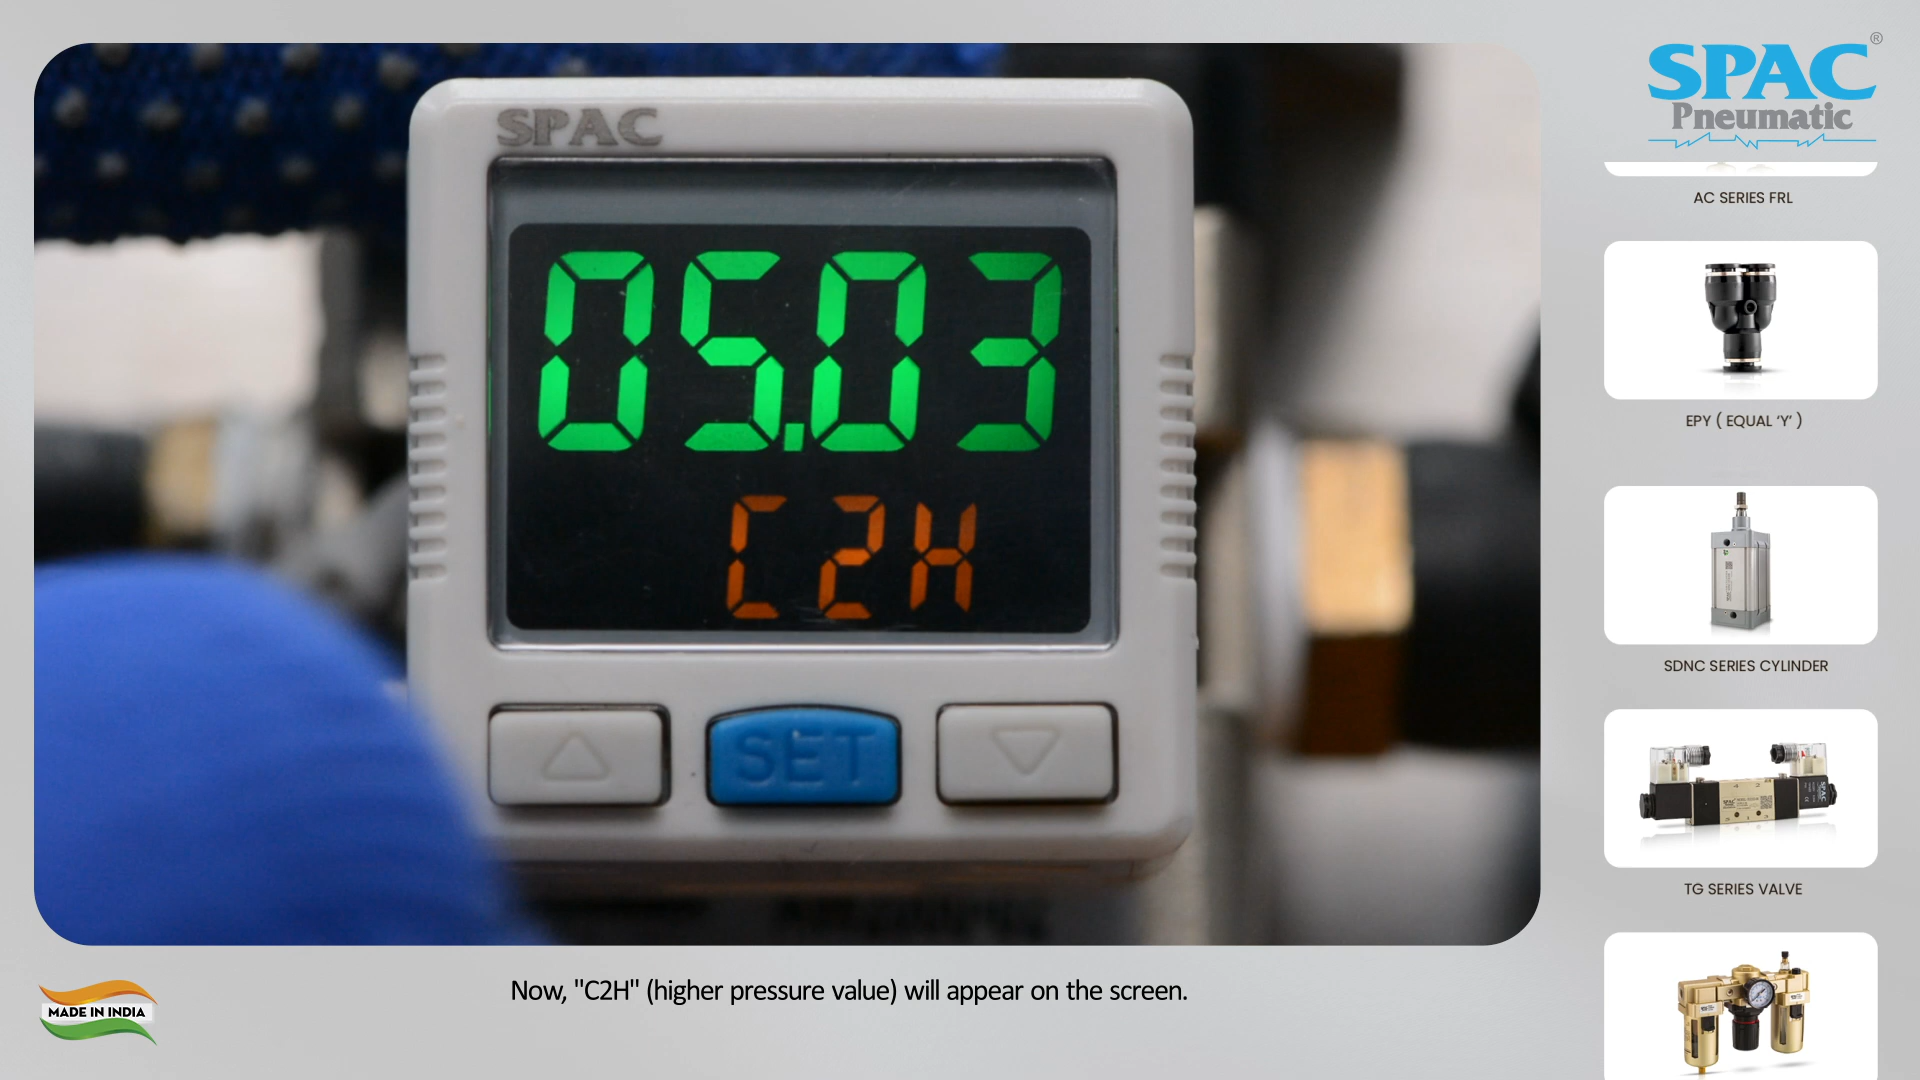 SPAC
05.03
C2H
SET
Now, "C2H" (higher pressure value) will appear on the screen.
MADE IN INDIA
SPAC®
Pneumatic
AC SERIES FRL
EPY ( EQUAL 'Y' )
SDNC SERIES CYLINDER
TG SERIES VALVE